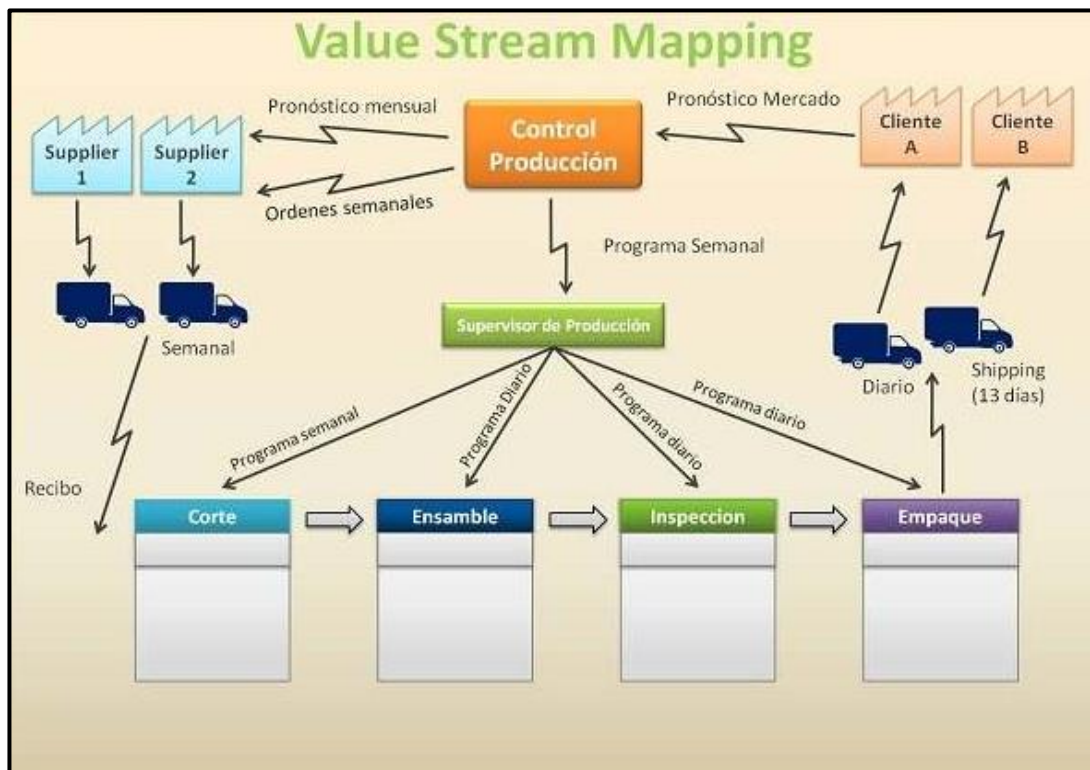 Value Stream Mapping
Pronóstico mensual
Pronóstico Mercado
Supplier
1
Supplier
2
Control
Producción
Cliente
A
Cliente
B
Ordenes semanales
Programa Semanal
Supervisor de Producción
Semanal
Diario
Shipping
(13 dias)
Programa semanal
Programa Diario
Programa diario
Programa diario
Recibo
Corte
Ensamble
Inspeccion
Empaque